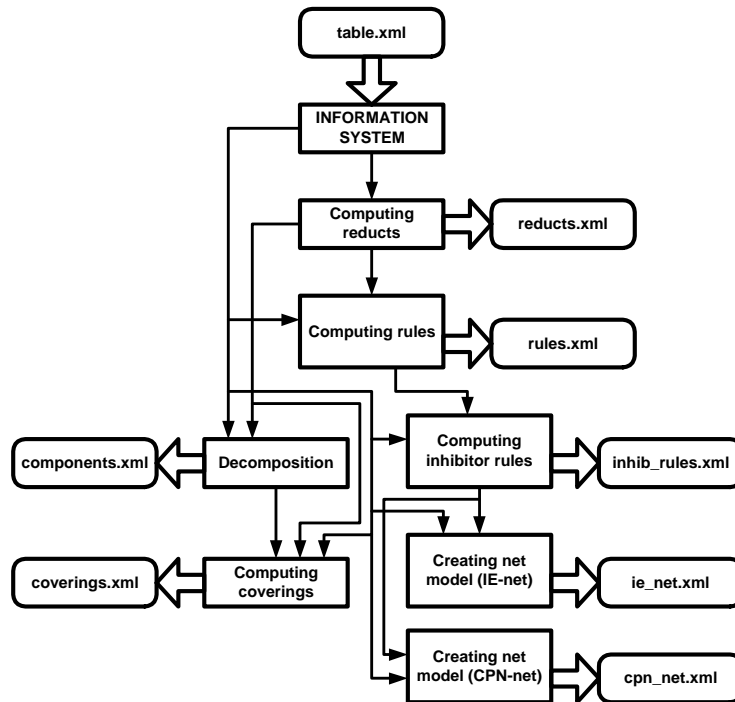 table.xml
INFORMATION
SYSTEM
Computing
reducts
reducts.xml
Computing rules
rules.xml
components.xml
Decomposition
Computing
inhibitor rules
inhib_rules.xml
coverings.xml
Computing
coverings
Creating net
model (IE-net)
ie_net.xml
Creating net
model (CPN-net)
cpn_net.xml